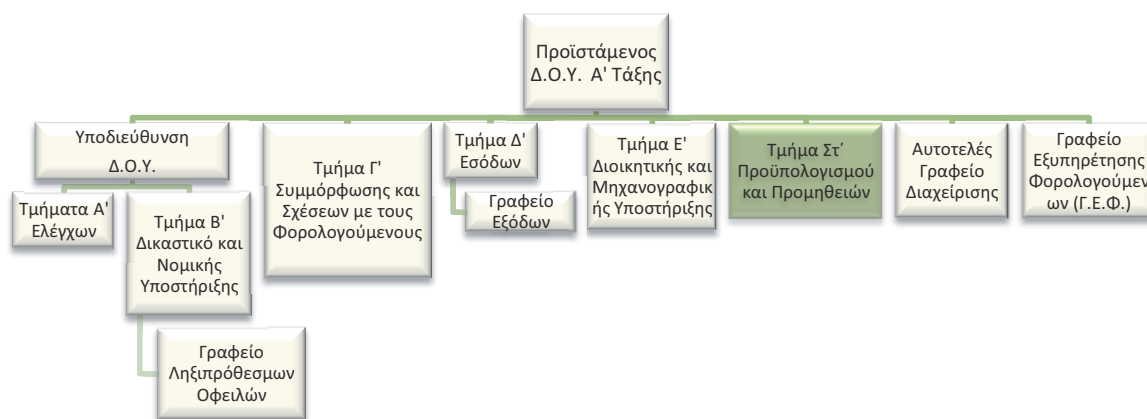 Προϊστάμενος
Δ.Ο.Υ. Α' Τάξης
Υποδιεύθυνση
Δ.Ο.Υ.
Τμήματα Α'
Ελέγχων
Τμήμα Β'
Δικαστικό και
Νομικής
Υποστήριξης
Γραφείο
Ληξιπρόθεσμων
Οφειλών
Τμήμα Γ'
Συμμόρφωσης και
Σχέσεων με τους
Φορολογούμενους
Τμήμα Δ'
Εσόδων
Γραφείο
Εξόδων
Τμήμα Ε'
Διοικητικής και
Μηχανογραφικ
ής Υποστήριξης
Τμήμα Στ΄
Προϋπολογισμού
και Προμηθειών
Αυτοτελές
Γραφείο
Διαχείρισης
Γραφείο
Εξυπηρέτησης
Φορολογούμεν
ων (Γ.Ε.Φ.)